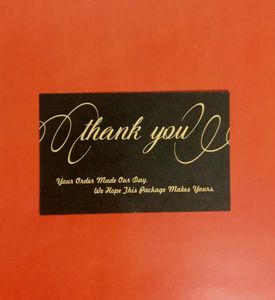 thank you
Your Order Made Our Day.
We Hope This Package Makes Yours.